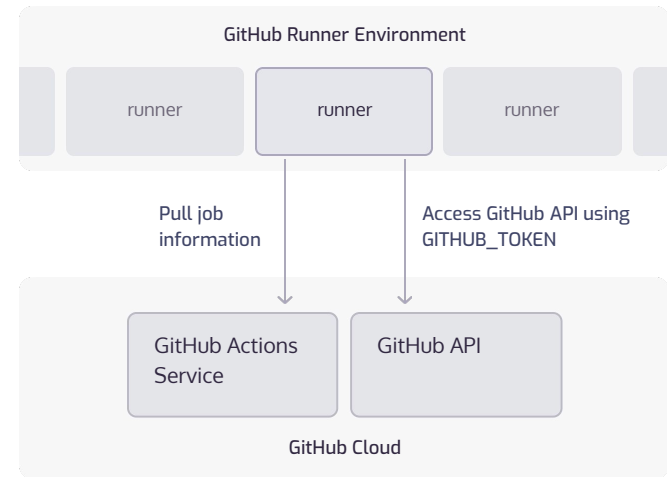 GitHub Runner Environment
runner
runner
runner
Pull job
information
Access GitHub API using
GITHUB_TOKEN
GitHub Actions
Service
GitHub API
GitHub Cloud